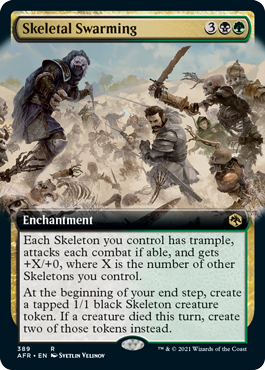 Skeletal Swarming 3
Enchantment
Each Skeleton you control has trample,
attacks each combat if able, and gets
+X/+0, where X is the number of other
Skeletons you control.
At the beginning of your end step, create
a tapped 1/1 black Skeleton creature
token. If a creature died this turn, create
two of those tokens instead.
389 R
AFR • EN Svetlin Velinov
™ & © 2021 Wizards of the Coast